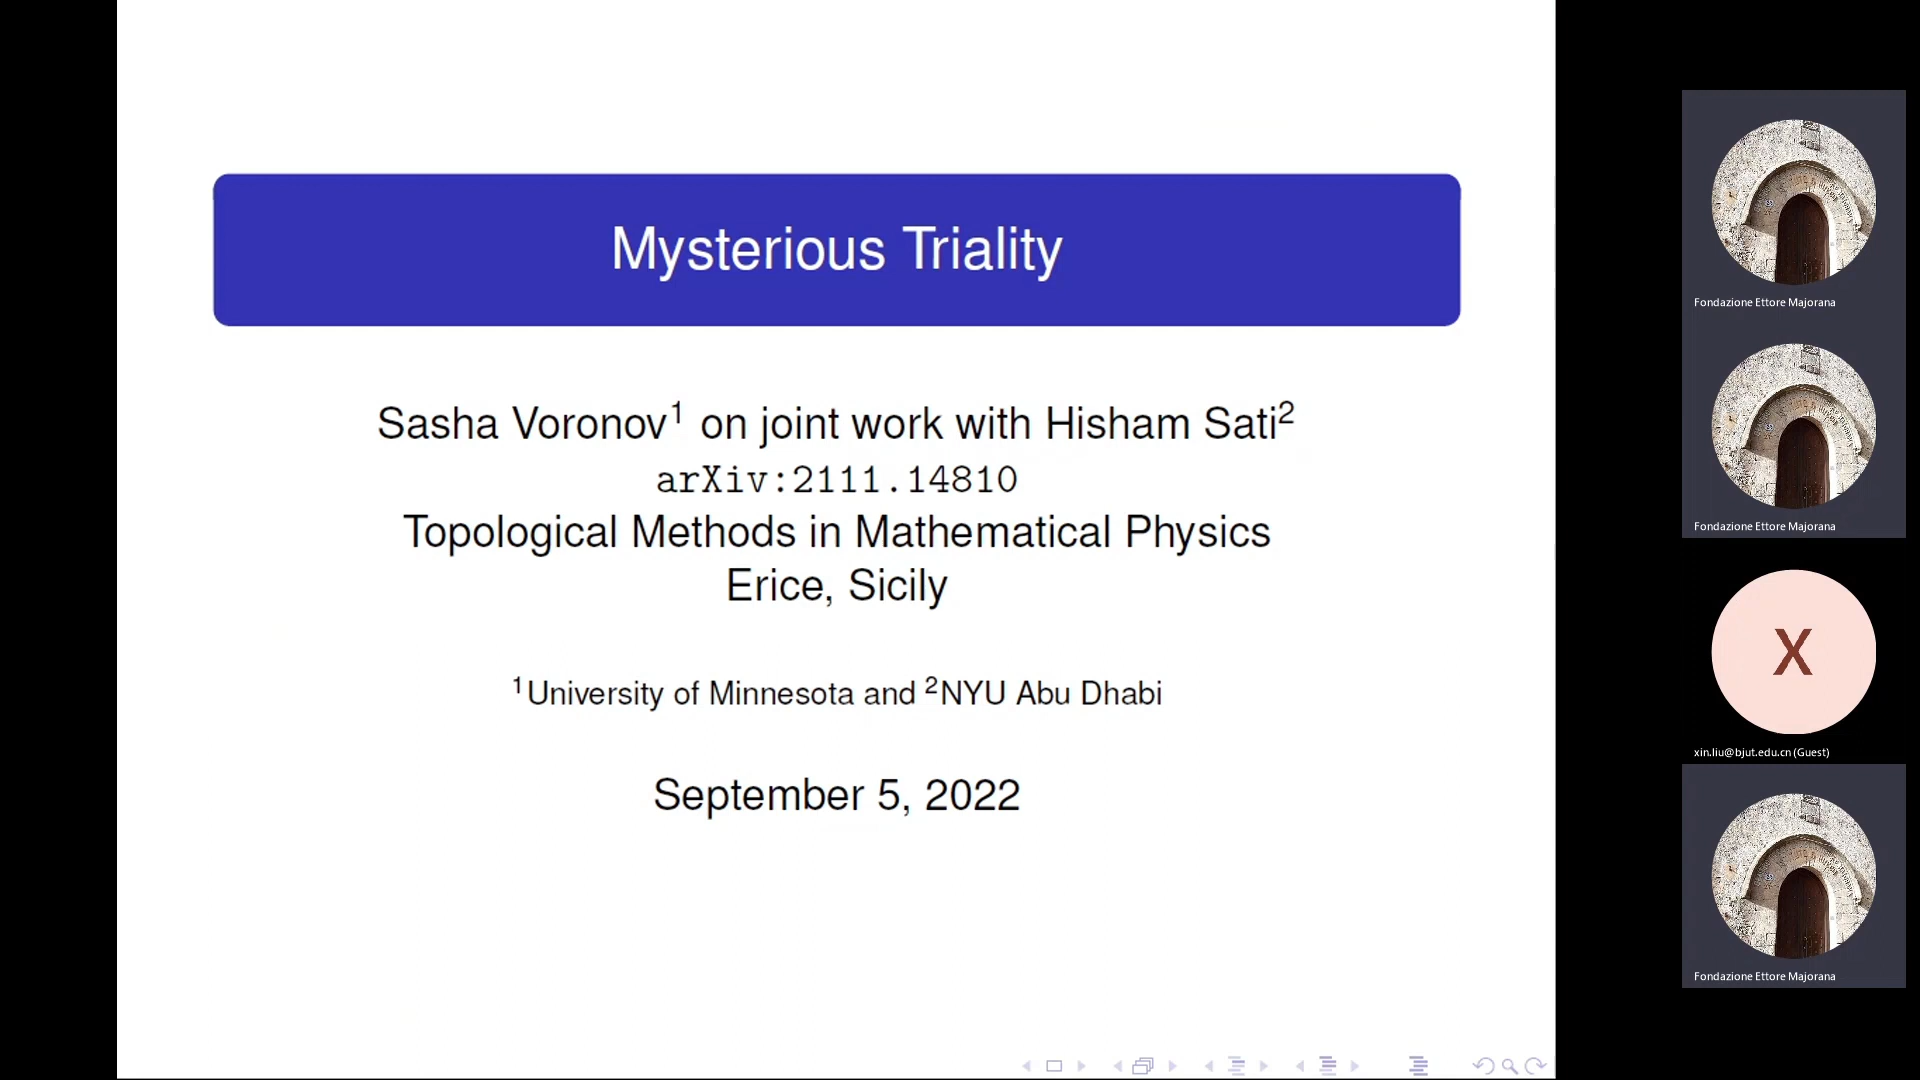 Mysterious Triality
Sasha Voronov¹ on joint work with Hisham Sati²
arXiv:2111.14810
Topological Methods in Mathematical Physics
Erice, Sicily
¹University of Minnesota and ²NYU Abu Dhabi
September 5, 2022
Fondazione Ettore Majorana
Fondazione Ettore Majorana
X
xin.liu@bjut.edu.cn (Guest)
Fondazione Ettore Majorana